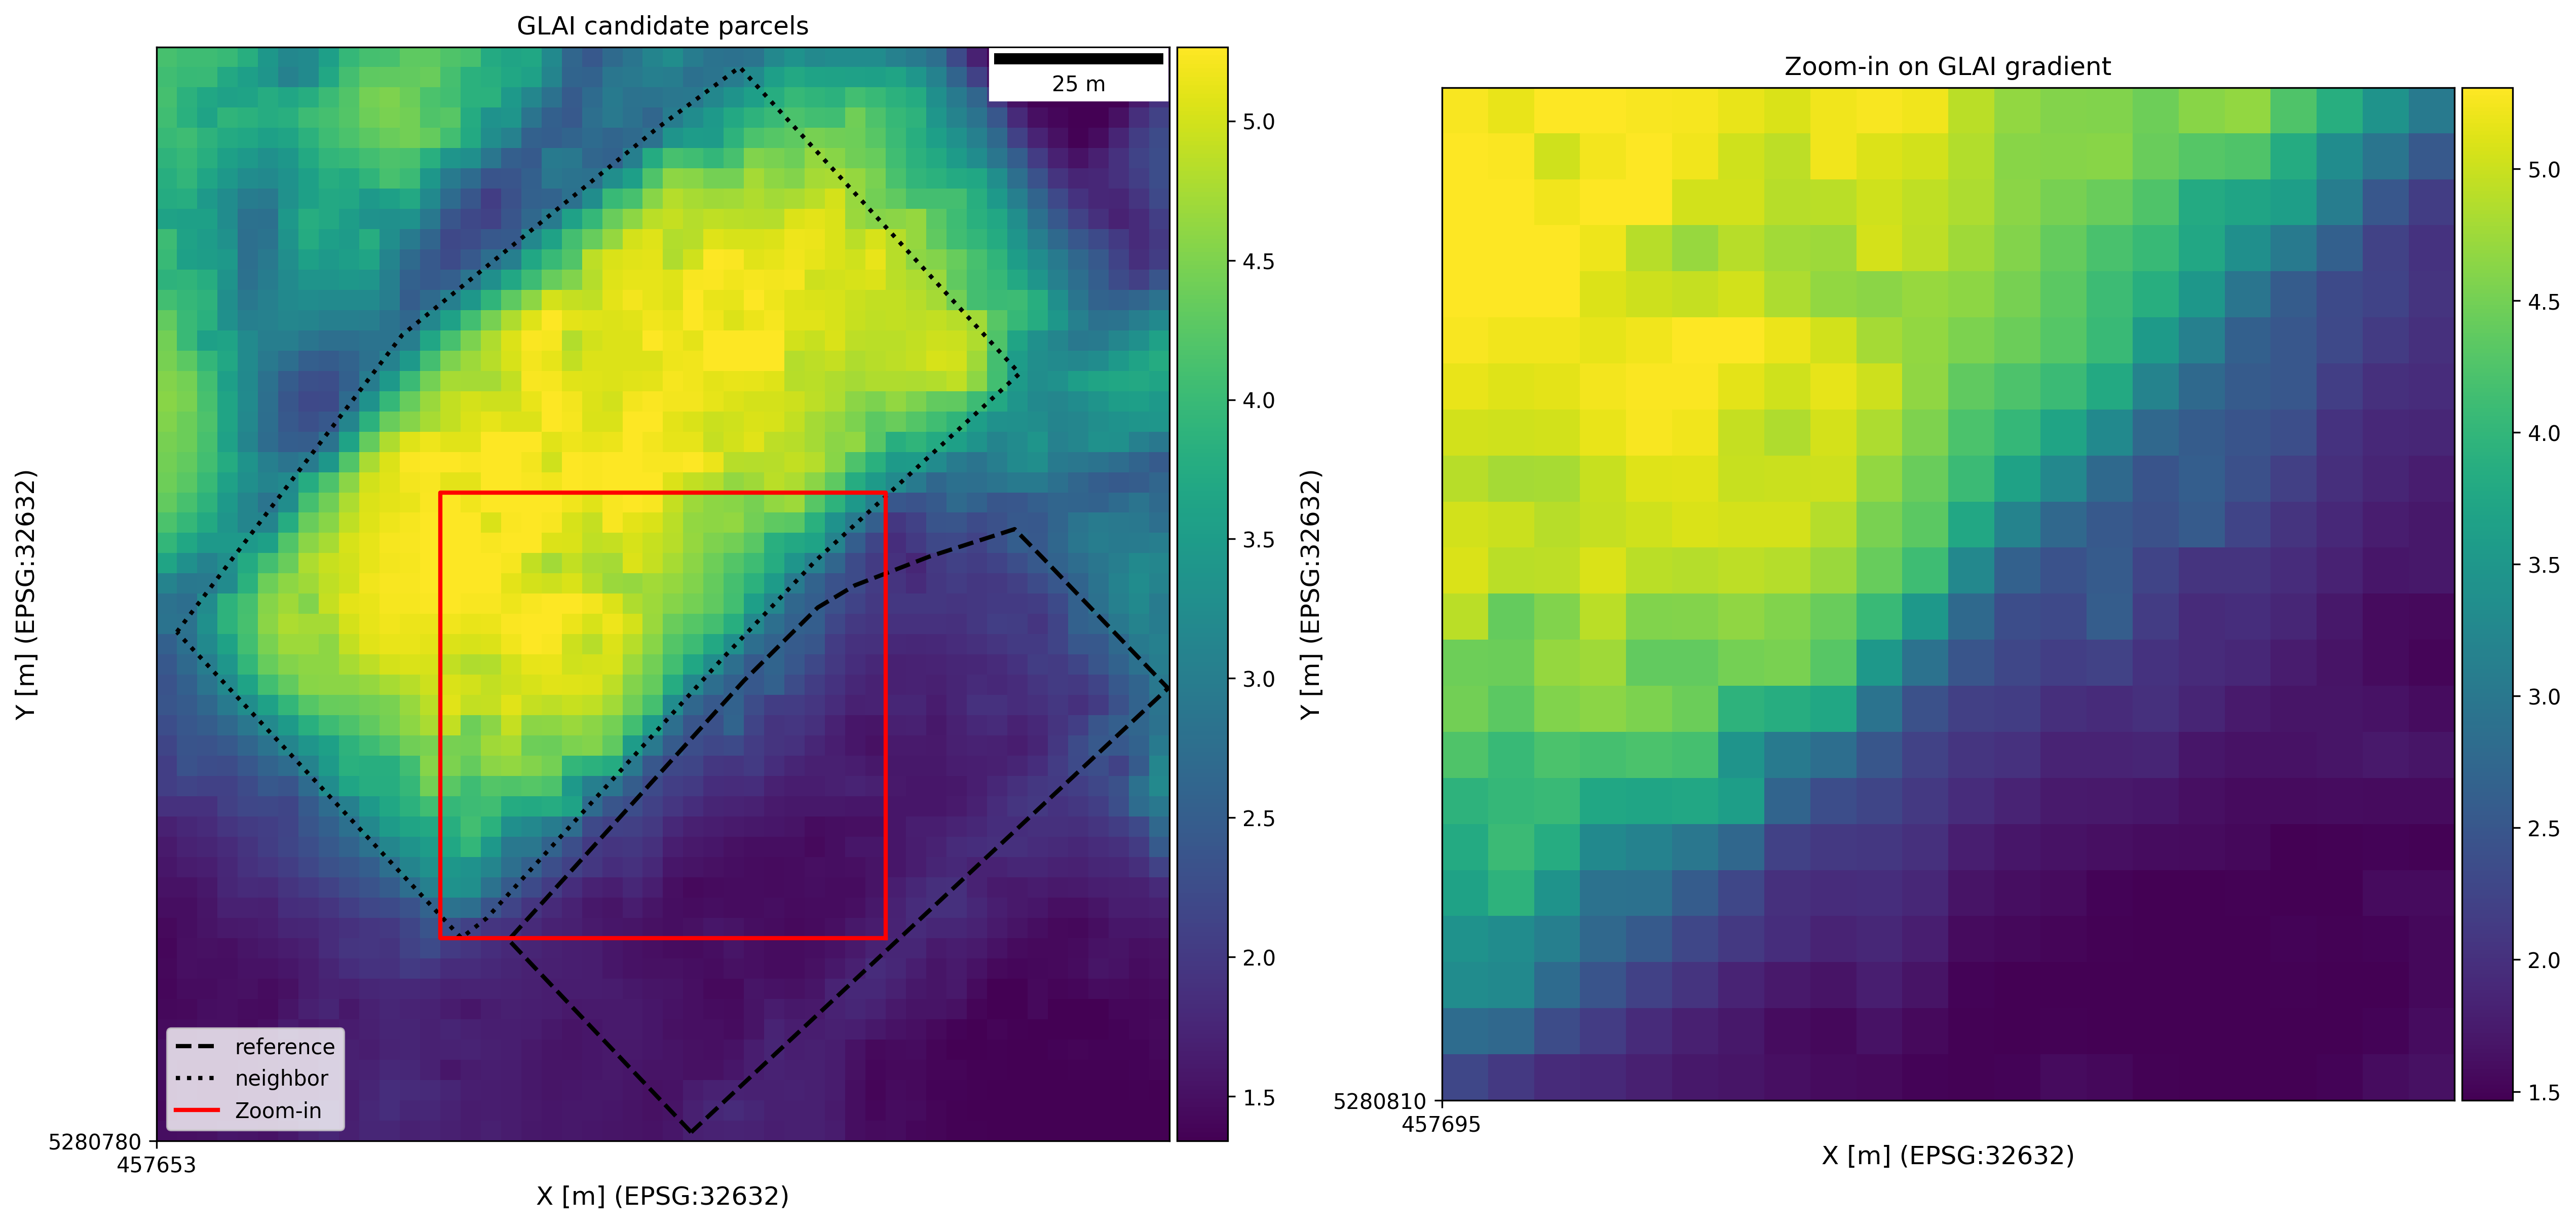 GLAI candidate parcels
25 m
5.0
4.5
4.0
3.5
3.0
2.5
2.0
1.5
Y [m] (EPSG:32632)
reference
neighbor
Zoom-in
5280780
457653
X [m] (EPSG:32632)
Zoom-in on GLAI gradient
5.0
4.5
4.0
3.5
3.0
2.5
2.0
1.5
Y [m] (EPSG:32632)
5280810
457695
X [m] (EPSG:32632)